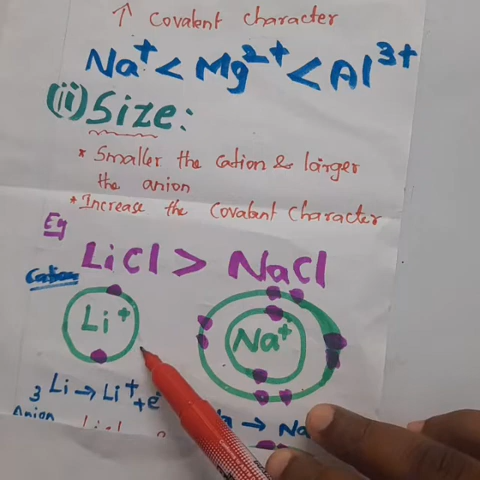 ↑ Covalent character
Na⁺ < Mg²⁺ < Al³⁺
(ii) Size:
* Smaller the cation & larger
the anion
* Increase the covalent character
Eg
LiCl > NaCl
Cation
Li⁺ Na⁺
₃Li → Li⁺ + e⁻ → Na
Anion